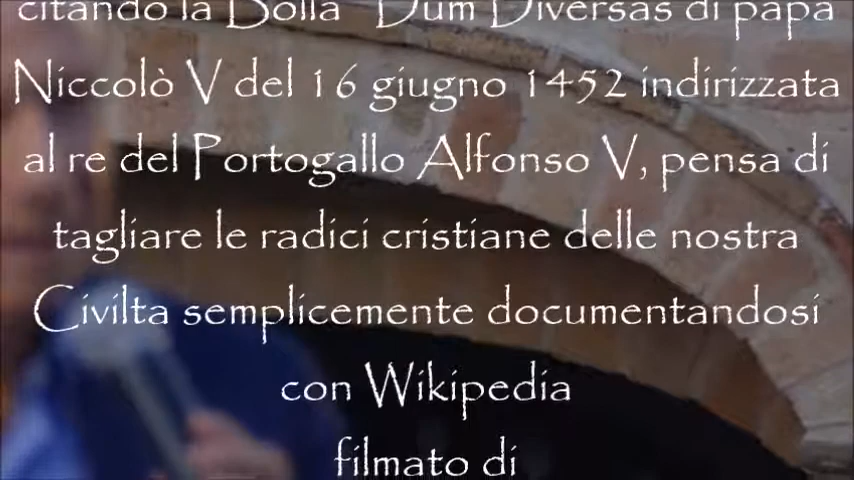 citando la Bolla "Dum Diversas di papa
Niccolò V del 16 giugno 1452 indirizzata
al re del Portogallo Alfonso V, pensa di
tagliare le radici cristiane delle nostra
Civilta semplicemente documentandosi
con Wikipedia
filmato di